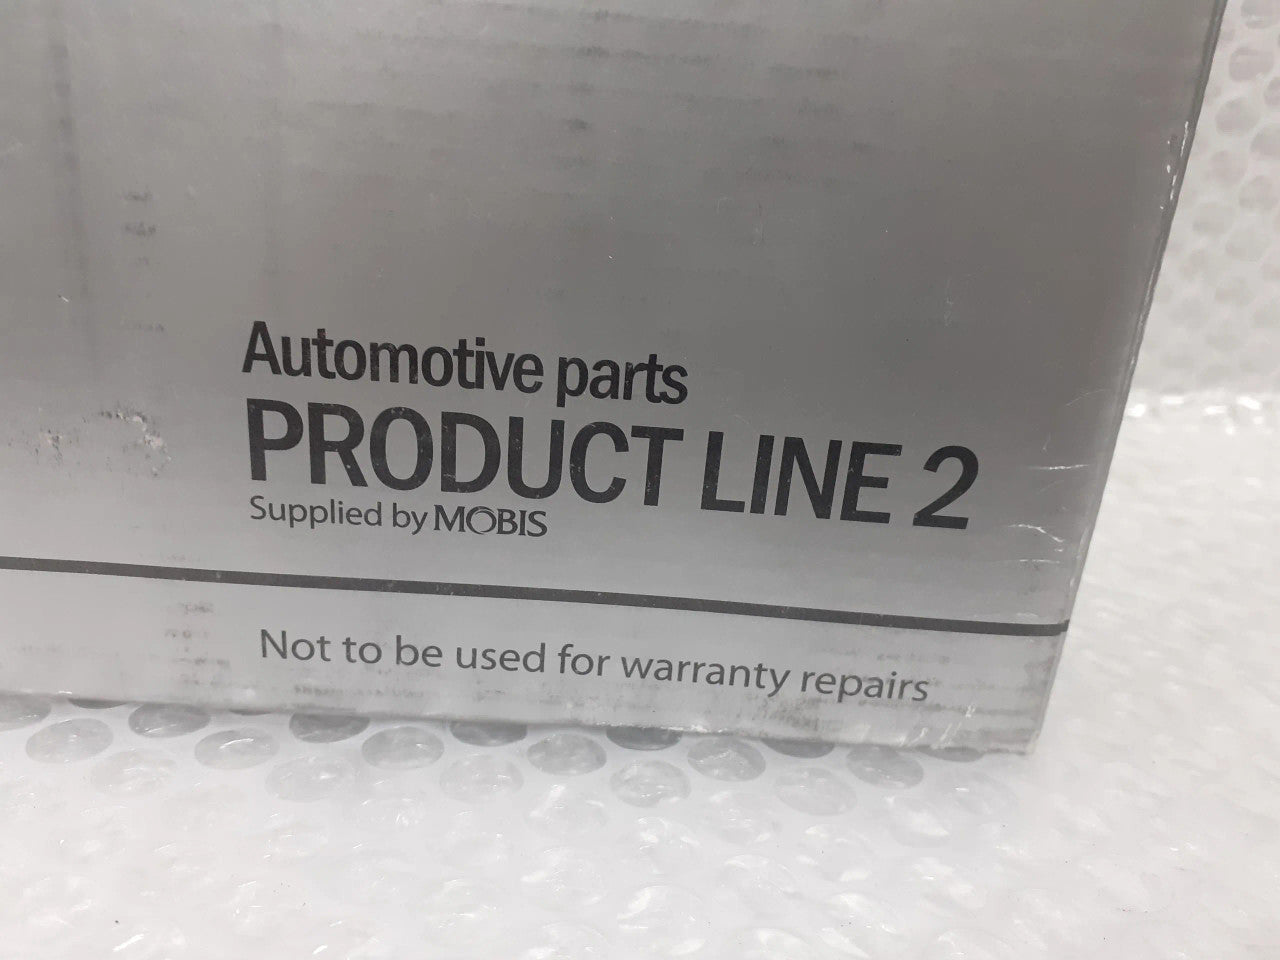 Automotive parts
PRODUCT LINE 2
Supplied by MOBIS
Not to be used for warranty repairs